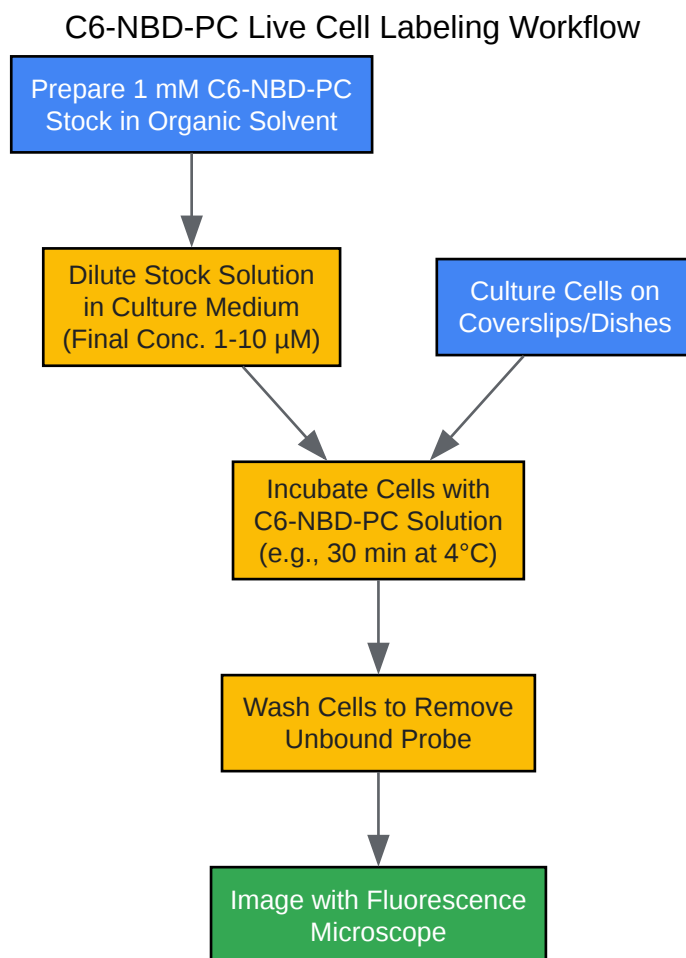 C6-NBD-PC Live Cell Labeling Workflow
Prepare 1 mM C6-NBD-PC
Stock in Organic Solvent
Dilute Stock Solution
in Culture Medium
(Final Conc. 1-10 µM)
Culture Cells on
Coverslips/Dishes
Incubate Cells with
C6-NBD-PC Solution
(e.g., 30 min at 4°C)
Wash Cells to Remove
Unbound Probe
Image with Fluorescence
Microscope